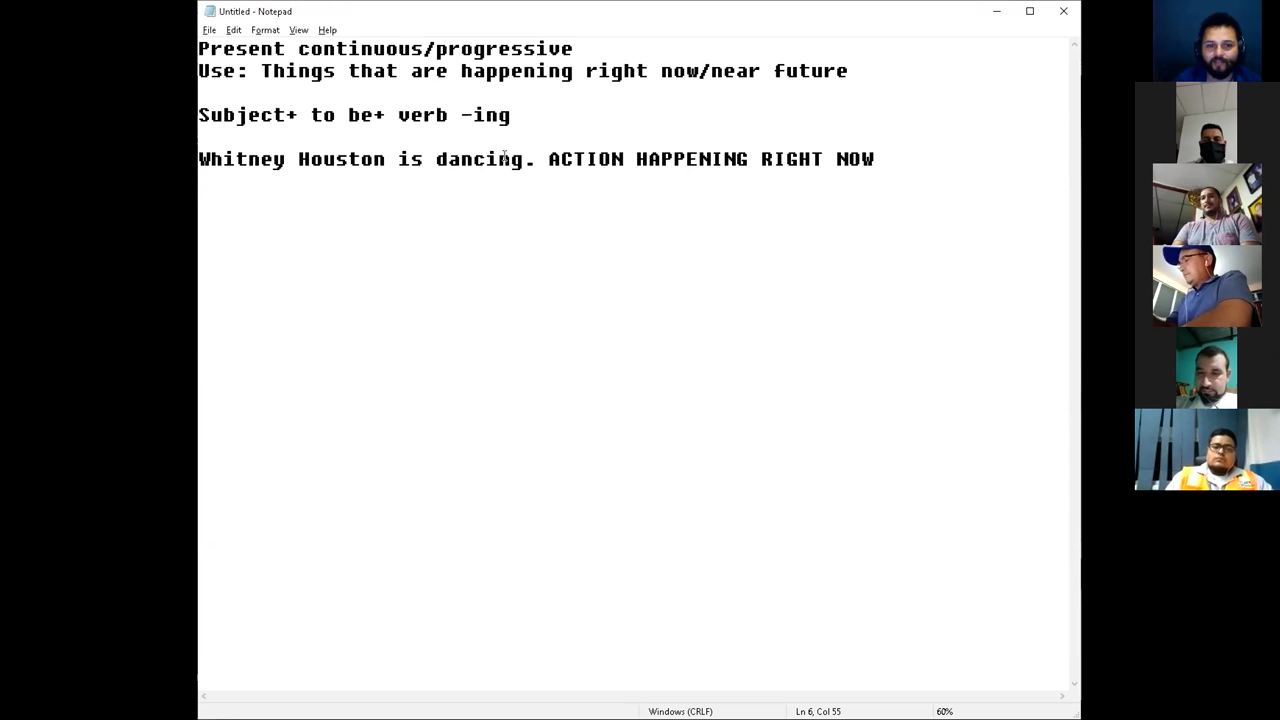 Untitled - Notepad
File Edit Format View Help
Present continuous/progressive
Use: Things that are happening right now/near future
Subject+ to be+ verb -ing
Whitney Houston is dancing. ACTION HAPPENING RIGHT NOW
Windows (CRLF) Ln 6, Col 55 60%